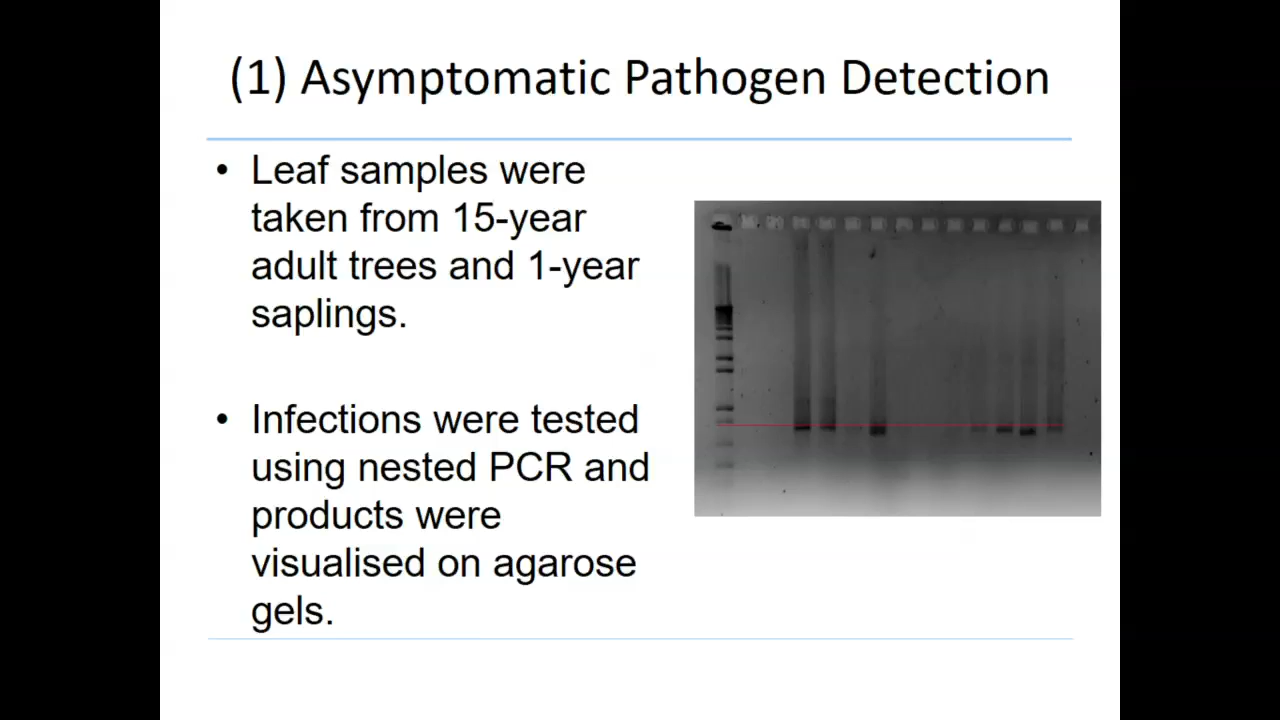 (1) Asymptomatic Pathogen Detection
• Leaf samples were
taken from 15-year
adult trees and 1-year
saplings.
• Infections were tested
using nested PCR and
products were
visualised on agarose
gels.